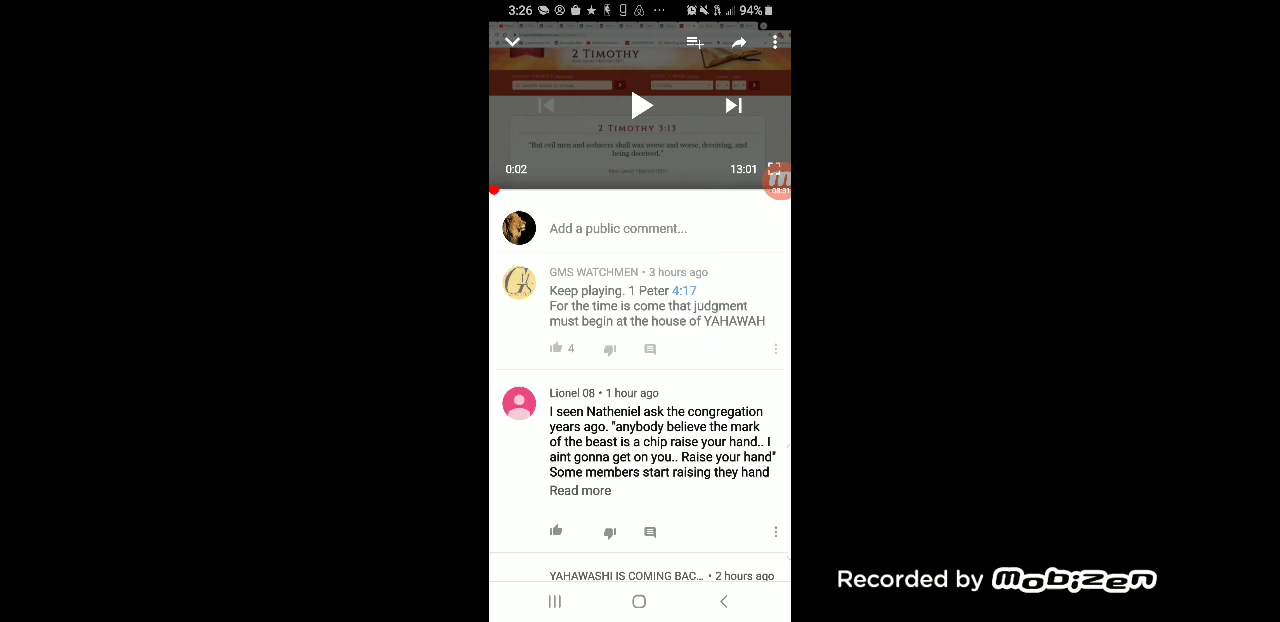 3:26
94%
2 TIMOTHY
2 TIMOTHY 3:13
"But evil men and seducers shall wax worse and worse, deceiving, and
being deceived."
0:02
13:01
08:31
Add a public comment...
GMS WATCHMEN • 3 hours ago
Keep playing. 1 Peter 4:17
For the time is come that judgment
must begin at the house of YAHAWAH
4
Lionel 08 • 1 hour ago
I seen Natheniel ask the congregation
years ago. "anybody believe the mark
of the beast is a chip raise your hand.. I
aint gonna get on you.. Raise your hand"
Some members start raising they hand
Read more
YAHAWASHI IS COMING BAC... • 2 hours ago
Recorded by mobizen